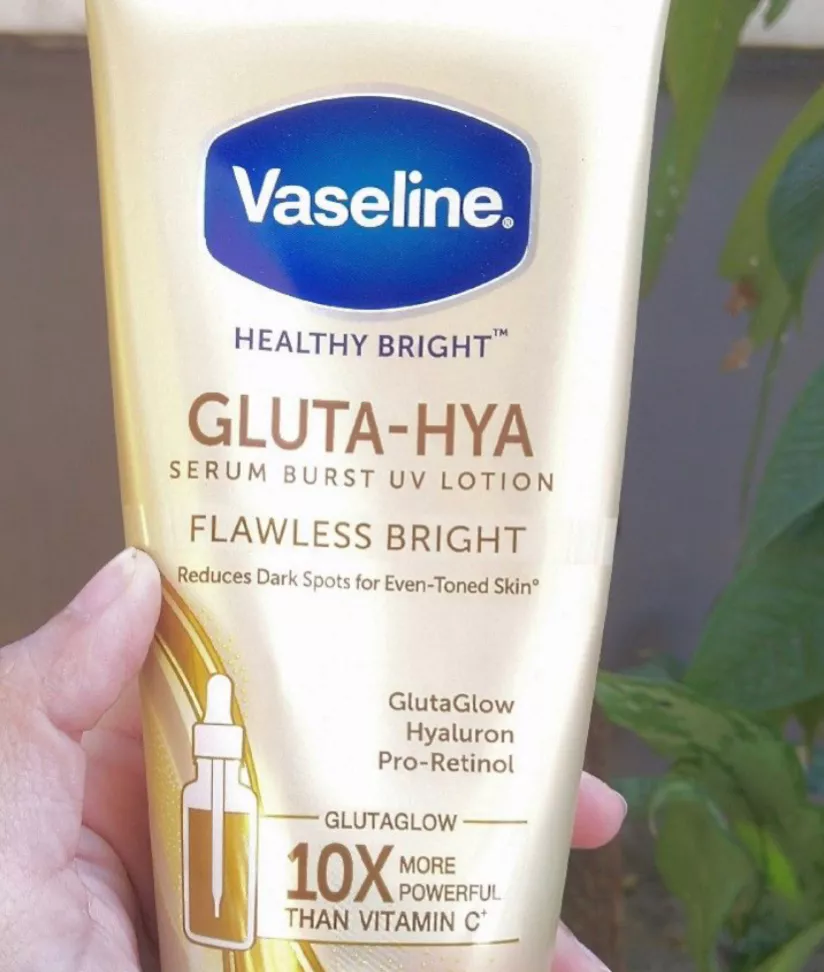 Vaseline®
HEALTHY BRIGHT™
GLUTA-HYA
SERUM BURST UV LOTION
FLAWLESS BRIGHT
Reduces Dark Spots for Even-Toned Skin°
GlutaGlow
Hyaluron
Pro-Retinol
GLUTAGLOW
10X MORE
POWERFUL
THAN VITAMIN C⁺